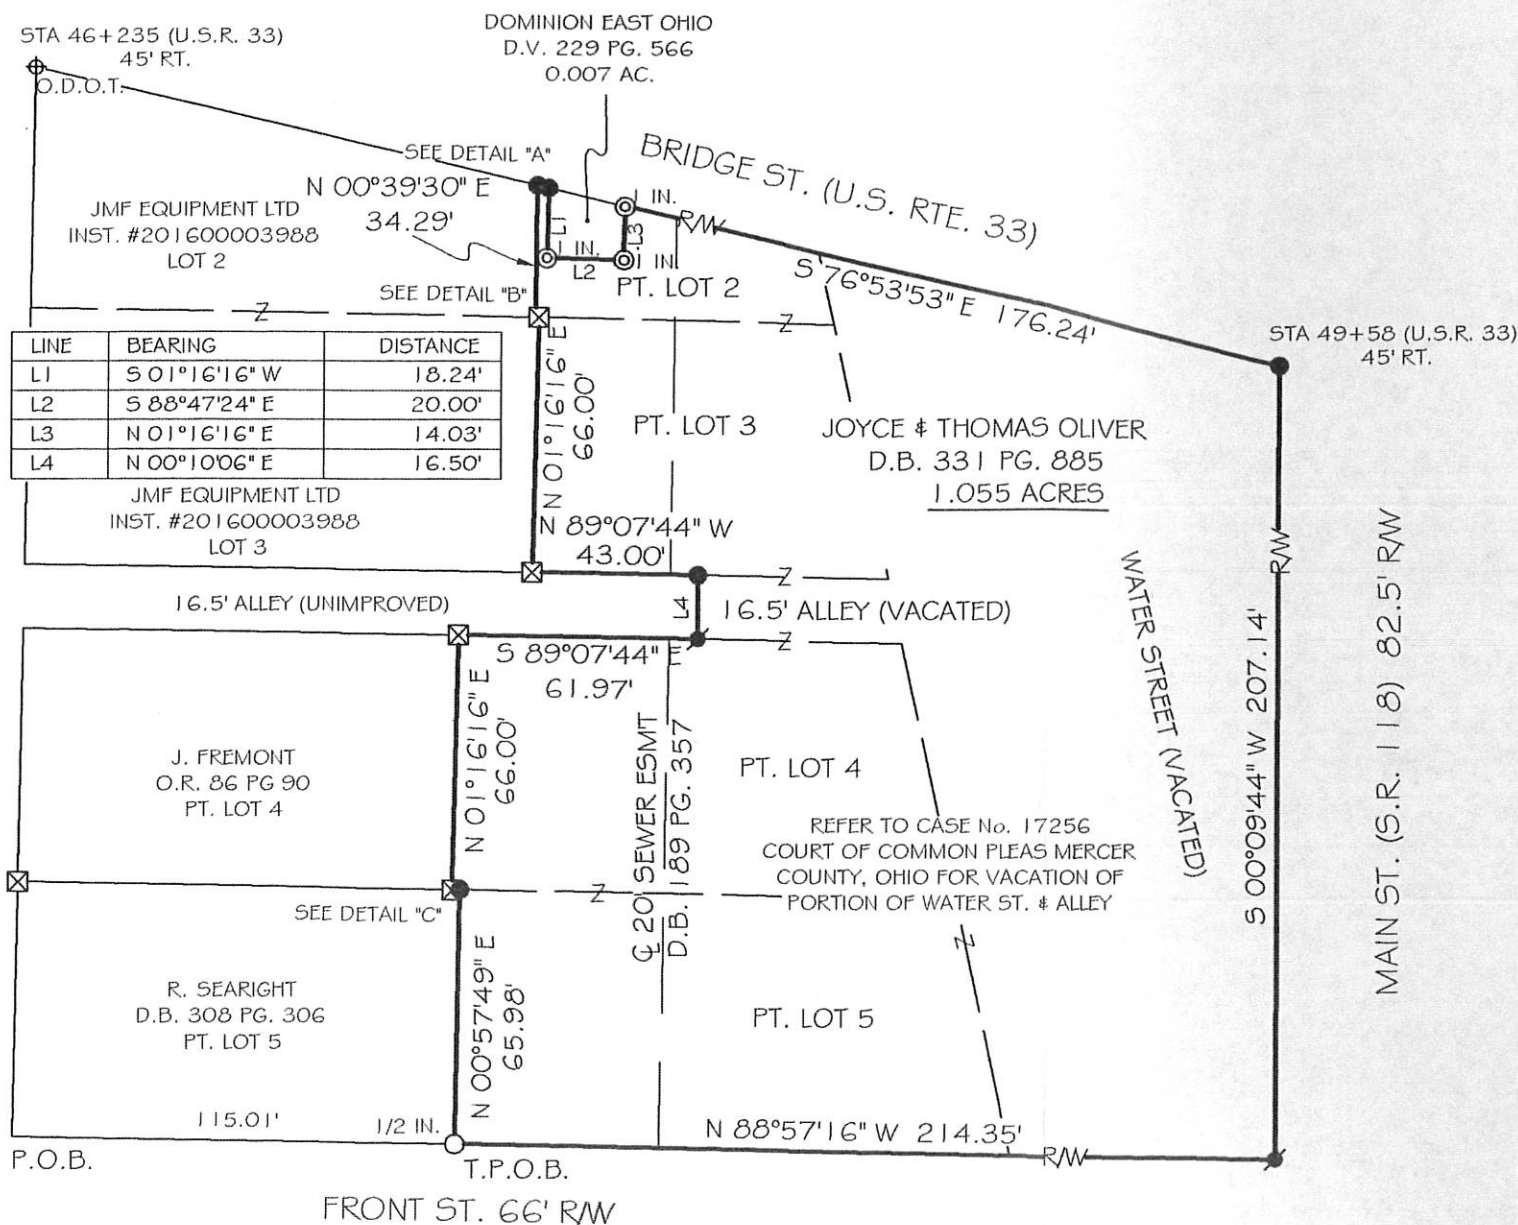 STA 46+235 (U.S.R. 33)
45' RT.
O.D.O.T.
DOMINION EAST OHIO
D.V. 229 PG. 566
0.007 AC.
SEE DETAIL "A"
BRIDGE ST. (U.S. RTE. 33)
N 00°39'30" E
34.29'
JMF EQUIPMENT LTD
INST. #201600003988
LOT 2
L1
1 IN.
L3
1 IN.
L2
1 IN
R/W
PT. LOT 2
S 76°53'53" E 176.24'
SEE DETAIL "B"
Z
Z
STA 49+58 (U.S.R. 33)
45' RT.
LINE BEARING DISTANCE
L1 S 01°16'16" W 18.24'
L2 S 88°47'24" E 20.00'
L3 N 01°16'16" E 14.03'
L4 N 00°10'06" E 16.50'
N 01°16'16" E
66.00'
PT. LOT 3
JOYCE & THOMAS OLIVER
D.B. 331 PG. 885
1.055 ACRES
JMF EQUIPMENT LTD
INST. #201600003988
LOT 3
N 89°07'44" W
43.00'
Z
R/W
16.5' ALLEY (UNIMPROVED)
L4
16.5' ALLEY (VACATED)
Z
WATER STREET (VACATED)
S 00°09'44" W 207.14'
MAIN ST. (S.R. 118) 82.5' R/W
S 89°07'44" E
61.97'
N 01°16'16" E
66.00'
J. FREMONT
O.R. 86 PG 90
PT. LOT 4
℄ 20' SEWER ESMT
D.B. 189 PG. 357
PT. LOT 4
REFER TO CASE No. 17256
COURT OF COMMON PLEAS MERCER
COUNTY, OHIO FOR VACATION OF
PORTION OF WATER ST. & ALLEY
Z
SEE DETAIL "C"
Z
N 00°57'49" E
65.98'
R. SEARIGHT
D.B. 308 PG. 306
PT. LOT 5
PT. LOT 5
115.01'
1/2 IN.
N 88°57'16" W 214.35'
R/W
P.O.B.
T.P.O.B.
FRONT ST. 66' R/W